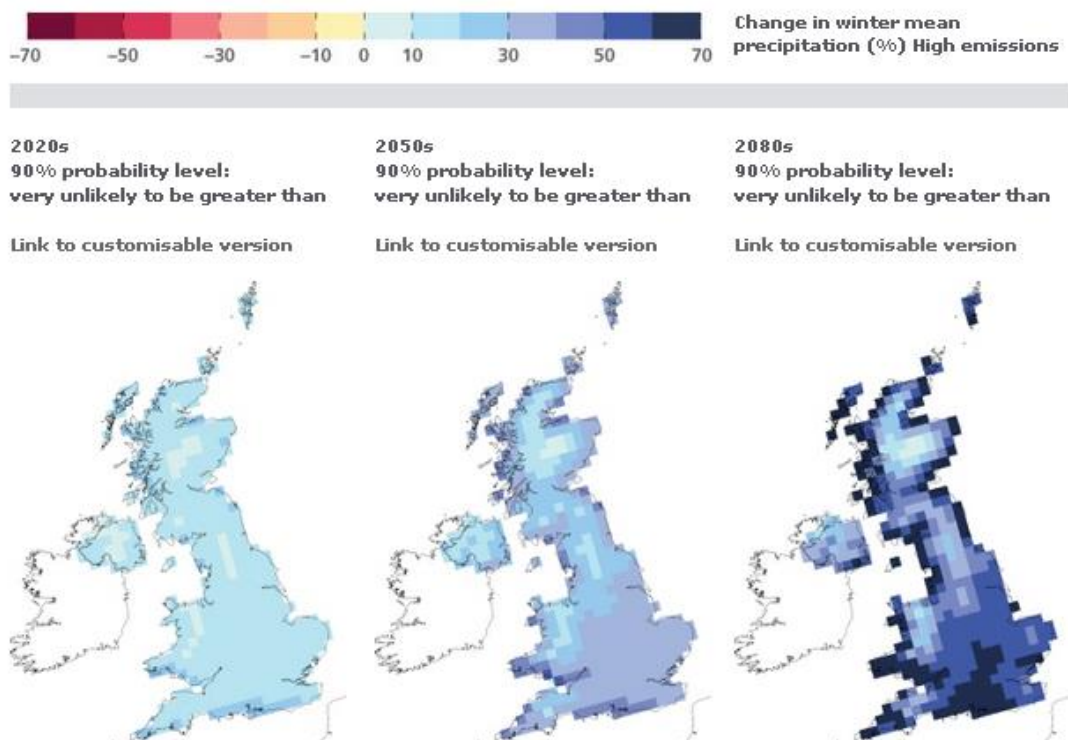 Change in winter mean
precipitation (%) High emissions
−70 −50 −30 −10 0 10 30 50 70
2020s
90% probability level:
very unlikely to be greater than
Link to customisable version
2050s
90% probability level:
very unlikely to be greater than
Link to customisable version
2080s
90% probability level:
very unlikely to be greater than
Link to customisable version